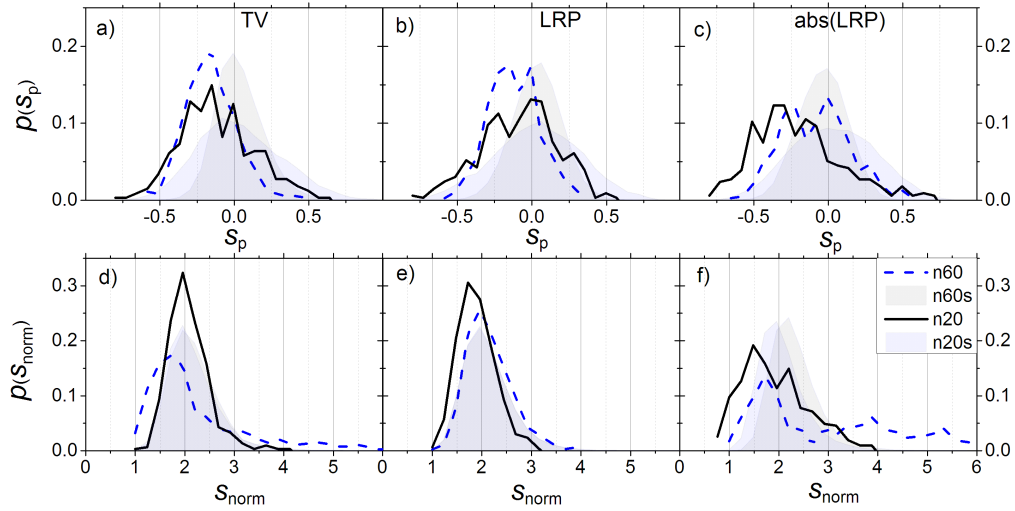 TV LRP abs(LRP)
a) b) c)
0.2 0.2
0.1 0.1
0.0 0.0
p(sp)
-0.5 0.0 0.5 -0.5 0.0 0.5 -0.5 0.0 0.5
sp sp sp
d) e) f)
n60
n60s
n20
n20s
0.3 0.3
0.2 0.2
0.1 0.1
0.0 0.0
p(snorm)
0 1 2 3 4 5 0 1 2 3 4 5 0 1 2 3 4 5 6
snorm snorm snorm